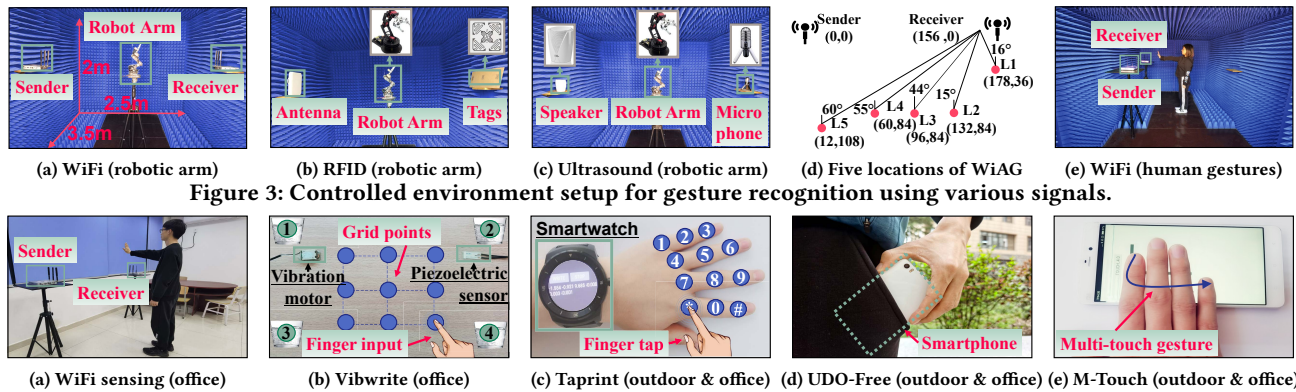 Robot Arm
2m
Sender
Receiver
2.5m
3.5m
Antenna
Robot Arm
Tags
Speaker
Robot Arm
Micro
phone
Sender
(0,0)
Receiver
(156 ,0)
16°
L1
(178,36)
60°
L5
(12,108)
55°
L4
(60,84)
44°
L3
(96,84)
15°
L2
(132,84)
Receiver
Sender
(a) WiFi (robotic arm)
(b) RFID (robotic arm)
(c) Ultrasound (robotic arm)
(d) Five locations of WiAG
(e) WiFi (human gestures)
Figure 3: Controlled environment setup for gesture recognition using various signals.
Sender
Receiver
1
2
Grid points
Vibration
motor
Piezoelectric
sensor
3
4
Finger input
Smartwatch
1
2
3
4
5
6
7
8
9
*
0
#
Finger tap
Smartphone
Multi-touch gesture
(a) WiFi sensing (office)
(b) Vibwrite (office)
(c) Taprint (outdoor & office)
(d) UDO-Free (outdoor & office)
(e) M-Touch (outdoor & office)